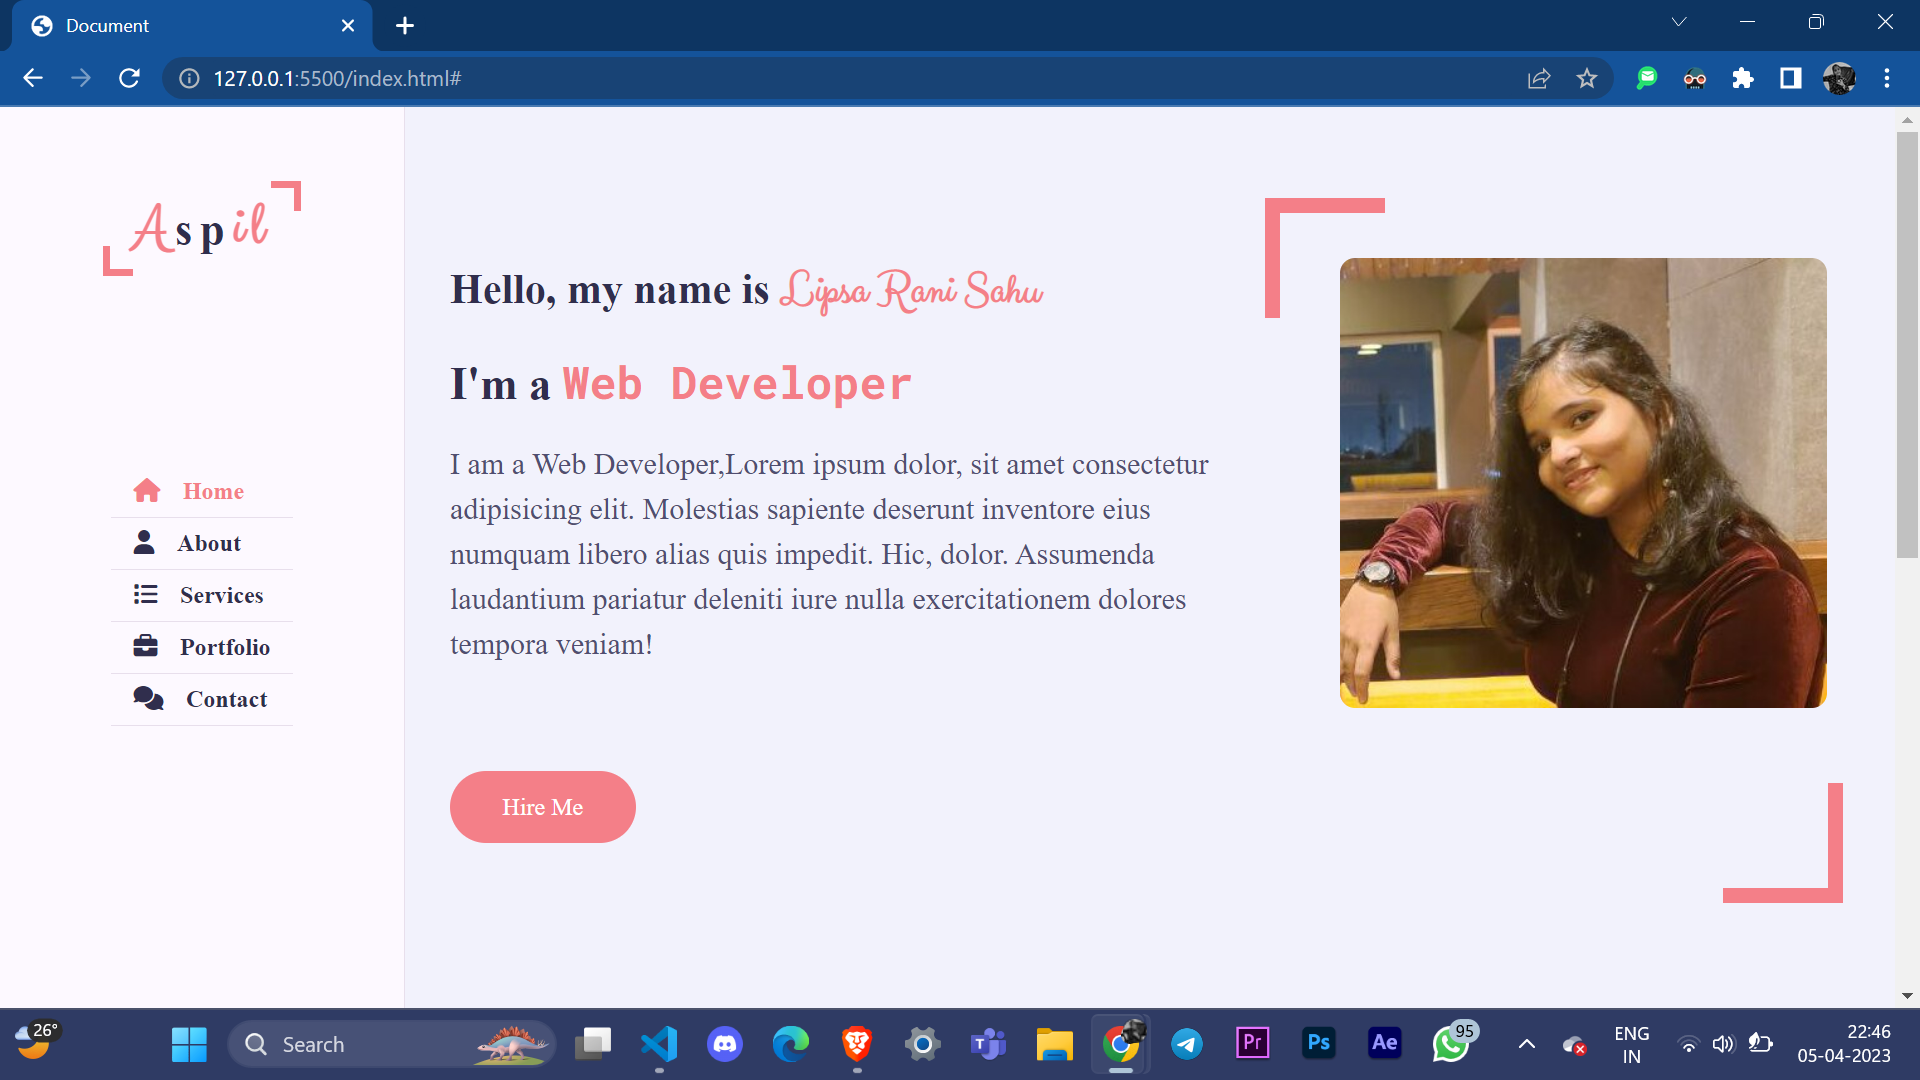 Document
127.0.0.1:5500/index.html#
Aspil
Hello, my name is Lipsa Rani Sahu
I'm a Web Developer
I am a Web Developer,Lorem ipsum dolor, sit amet consectetur
adipisicing elit. Molestias sapiente deserunt inventore eius
numquam libero alias quis impedit. Hic, dolor. Assumenda
laudantium pariatur deleniti iure nulla exercitationem dolores
tempora veniam!
Home
About
Services
Portfolio
Contact
Hire Me
26°
Search
T
Pr
Ps
Ae
95
ENG
IN
22:46
05-04-2023